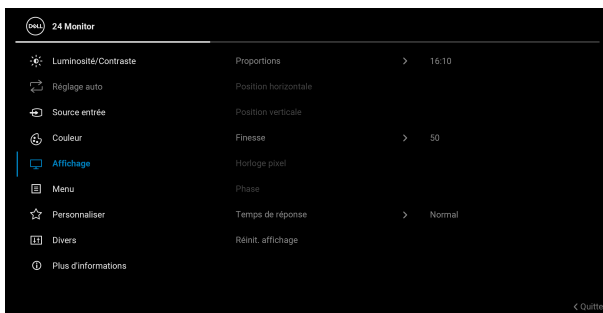 DELL 24 Monitor
Luminosité/Contraste Proportions > 16:10
Réglage auto Position horizontale
Source entrée Position verticale
Couleur Finesse > 50
Affichage Horloge pixel
Menu Phase
Personnaliser Temps de réponse > Normal
Divers Réinit. affichage
Plus d'informations
< Quitte